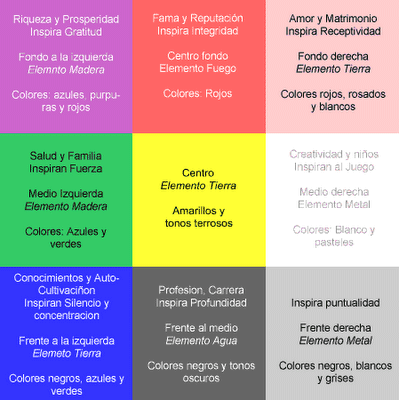 Riqueza y Prosperidad
Inspira Gratitud
Fondo a la izquierda
Elemnto Madera
Colores: azules, purpu-
ras y rojos
Fama y Reputación
Inspira Integridad
Centro fondo
Elemento Fuego
Colores: Rojos
Amor y Matrimonio
Inspira Receptividad
Fondo derecha
Elemento Tierra
Colores rojos, rosados
y blancos
Salud y Familia
Inspiran Fuerza
Medio Izquierda
Elemento Madera
Colores: Azules y
verdes
Centro
Elemento Tierra
Amarillos y
tonos terrosos
Creatividad y niños
Inspiran al Juego
Medio derecha
Elemento Metal
Colores: Blanco y
pasteles
Conocimientos y Auto-
Cultivaciñon
Inspiran Silencio y
concentracion
Frente a la izquierda
Elemeto Tierra
Colores negros, azules y
verdes
Profesion, Carrera
Inspira Profundidad
Frente al medio
Elemento Agua
Colores negros y tonos
oscuros
Inspira puntualidad
Frente derecha
Elemento Metal
Colores negros, blancos
y grises